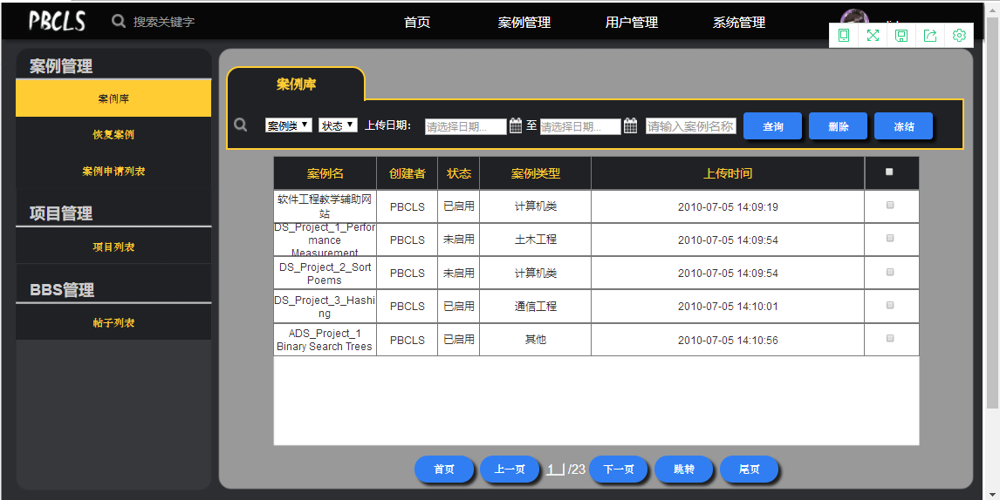 PBCLS 搜索关键字 首页 案例管理 用户管理 系统管理
案例管理
案例库
恢复案例
案例申请列表
项目管理
项目列表
BBS管理
帖子列表
案例库
案例类 状态 上传日期: 请选择日期... 至 请选择日期... 请输入案例名称 查询 删除 冻结
案例名 创建者 状态 案例类型 上传时间
软件工程教学辅助网
站 PBCLS 已启用 计算机类 2010-07-05 14:09:19
DS_Project_1_Perfor
mance
Measurement PBCLS 未启用 土木工程 2010-07-05 14:09:54
DS_Project_2_Sort
Poems PBCLS 未启用 计算机类 2010-07-05 14:09:54
DS_Project_3_Hashi
ng PBCLS 已启用 通信工程 2010-07-05 14:10:01
ADS_Project_1
Binary Search Trees PBCLS 已启用 其他 2010-07-05 14:10:56
首页 上一页 1 /23 下一页 跳转 尾页